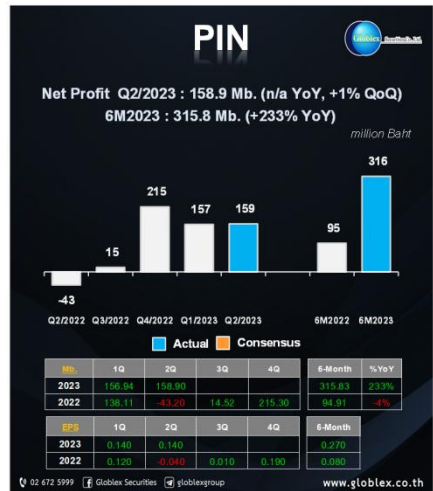 PIN
Globlex
Net Profit Q2/2023 : 158.9 Mb. (n/a YoY, +1% QoQ)
6M2023 : 315.8 Mb. (+233% YoY)
million Baht
-43 15 215 157 159 95 316
Q2/2022 Q3/2022 Q4/2022 Q1/2023 Q2/2023 6M2022 6M2023
Actual Consensus
Mb. 1Q 2Q 3Q 4Q 6-Month %YoY
2023 156.94 158.90 315.83 233%
2022 138.11 -43.20 14.52 215.30 94.91 -4%
EPS 1Q 2Q 3Q 4Q 6-Month
2023 0.140 0.140 0.270
2022 0.120 -0.040 0.010 0.190 0.080
02 672 5999 Globlex Securities globlexgroup www.globlex.co.th